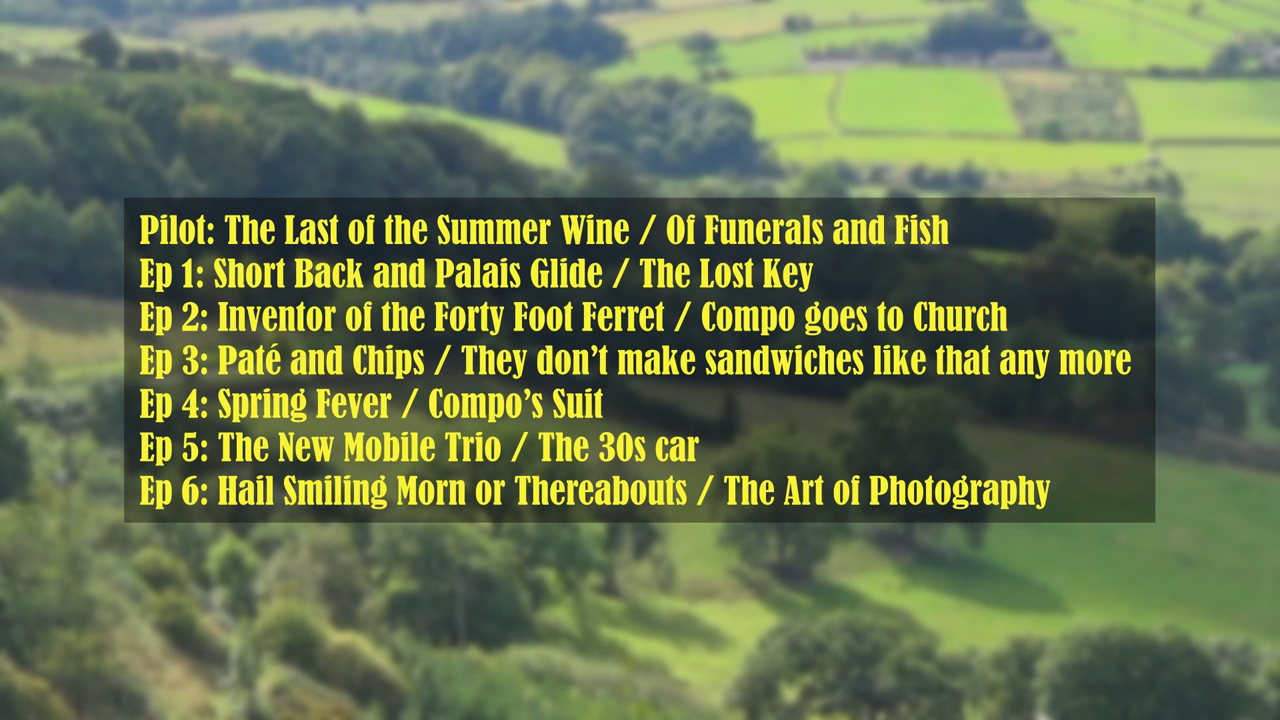 Pilot: The Last of the Summer Wine / Of Funerals and Fish
Ep 1: Short Back and Palais Glide / The Lost Key
Ep 2: Inventor of the Forty Foot Ferret / Compo goes to Church
Ep 3: Paté and Chips / They don’t make sandwiches like that any more
Ep 4: Spring Fever / Compo’s Suit
Ep 5: The New Mobile Trio / The 30s car
Ep 6: Hail Smiling Morn or Thereabouts / The Art of Photography